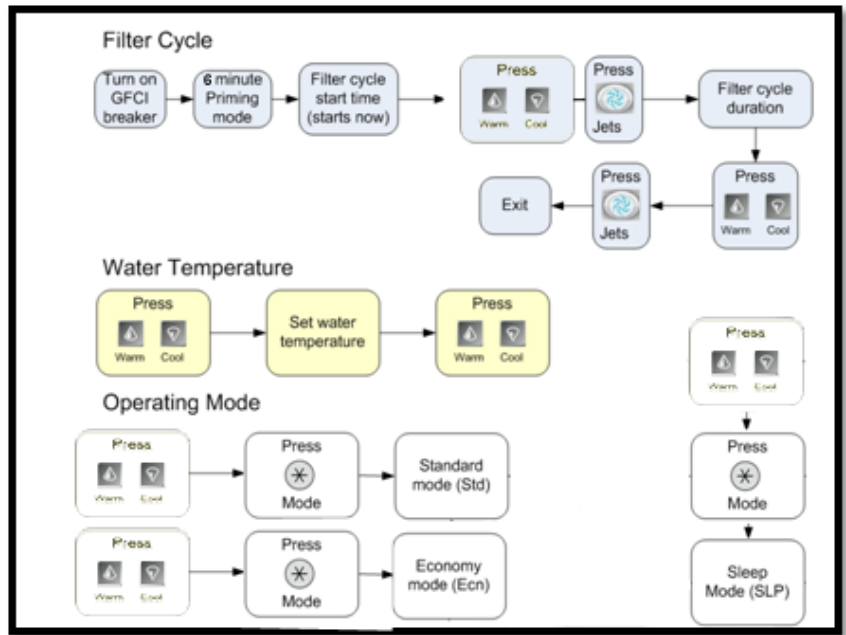 Filter Cycle
Turn on
GFCI
breaker
6 minute
Priming
mode
Filter cycle
start time
(starts now)
Press
Warm Cool
Press
Jets
Filter cycle
duration
Press
Warm Cool
Press
Jets
Exit
Water Temperature
Press
Warm Cool
Set water
temperature
Press
Warm Cool
Operating Mode
Press
Warm Cool
Press
Mode
Standard
mode (Std)
Press
Warm Cool
Press
Mode
Economy
mode (Ecn)
Press
Warm Cool
Press
Mode
Sleep
Mode (SLP)